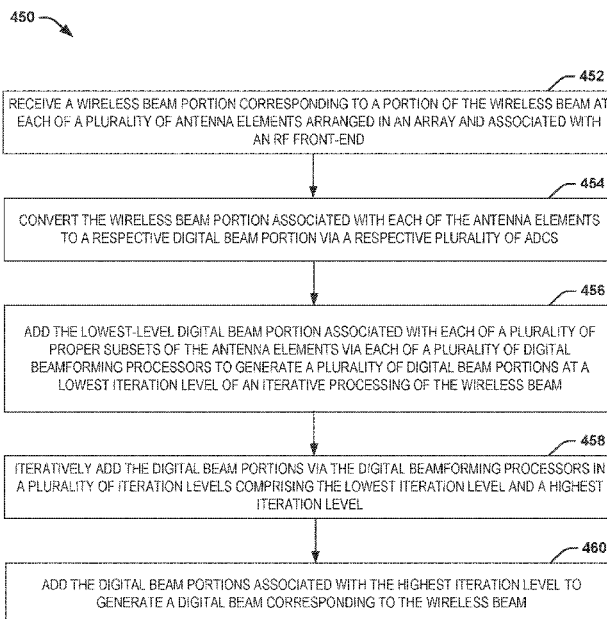 450
452
RECEIVE A WIRELESS BEAM PORTION CORRESPONDING TO A PORTION OF THE WIRELESS BEAM AT
EACH OF A PLURALITY OF ANTENNA ELEMENTS ARRANGED IN AN ARRAY AND ASSOCIATED WITH
AN RF FRONT-END
454
CONVERT THE WIRELESS BEAM PORTION ASSOCIATED WITH EACH OF THE ANTENNA ELEMENTS
TO A RESPECTIVE DIGITAL BEAM PORTION VIA A RESPECTIVE PLURALITY OF ADCS
456
ADD THE LOWEST-LEVEL DIGITAL BEAM PORTION ASSOCIATED WITH EACH OF A PLURALITY OF
PROPER SUBSETS OF THE ANTENNA ELEMENTS VIA EACH OF A PLURALITY OF DIGITAL
BEAMFORMING PROCESSORS TO GENERATE A PLURALITY OF DIGITAL BEAM PORTIONS AT A
LOWEST ITERATION LEVEL OF AN ITERATIVE PROCESSING OF THE WIRELESS BEAM
458
ITERATIVELY ADD THE DIGITAL BEAM PORTIONS VIA THE DIGITAL BEAMFORMING PROCESSORS IN
A PLURALITY OF ITERATION LEVELS COMPRISING THE LOWEST ITERATION LEVEL AND A HIGHEST
ITERATION LEVEL
460
ADD THE DIGITAL BEAM PORTIONS ASSOCIATED WITH THE HIGHEST ITERATION LEVEL TO
GENERATE A DIGITAL BEAM CORRESPONDING TO THE WIRELESS BEAM